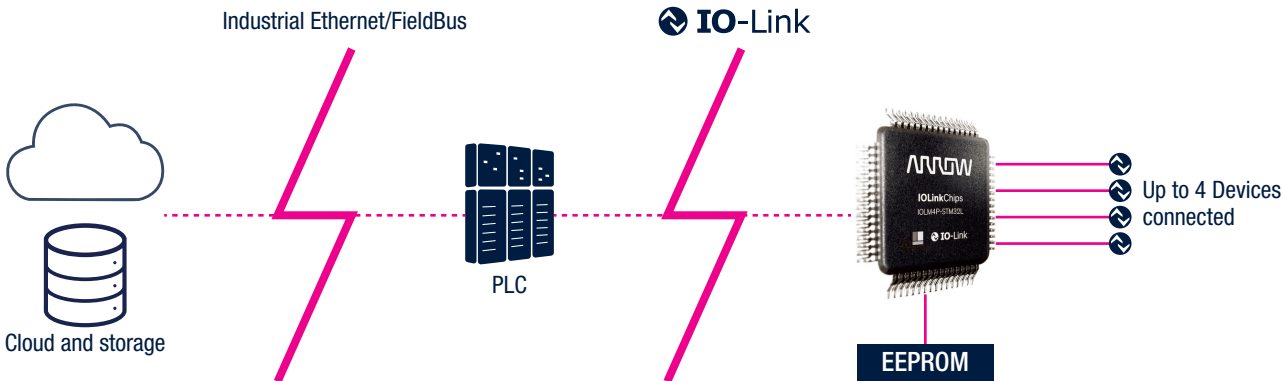 Industrial Ethernet/FieldBus
IO-Link
ARROW
IOLinkChips
IOLM4P-STM32L
IO-Link
Up to 4 Devices
connected
PLC
Cloud and storage
EEPROM